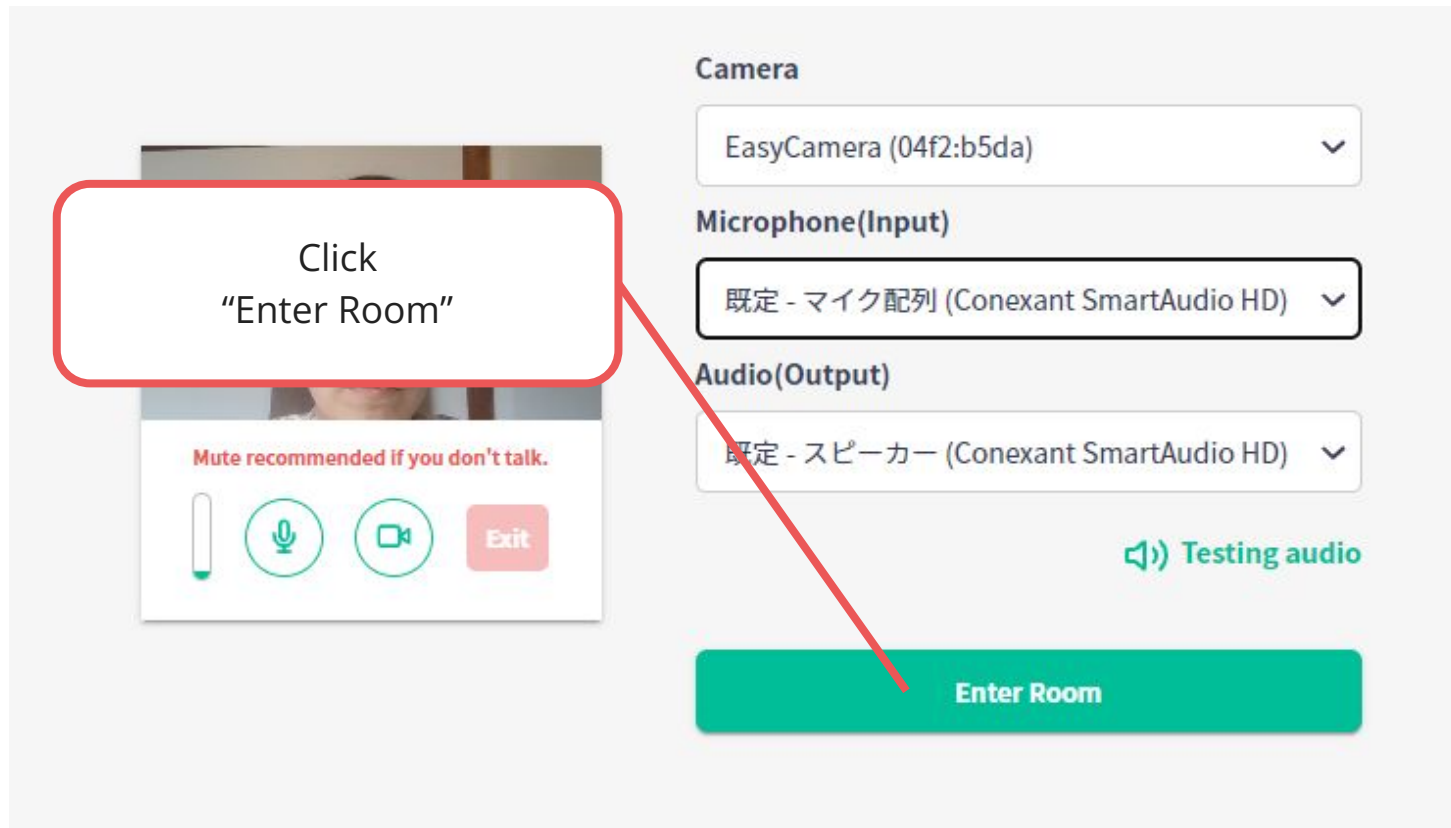 Camera
EasyCamera (04f2:b5da)
Microphone(Input)
既定 - マイク配列 (Conexant SmartAudio HD)
Audio(Output)
既定 - スピーカー (Conexant SmartAudio HD)
Testing audio
Enter Room
Click
“Enter Room”
Mute recommended if you don't talk.
Exit